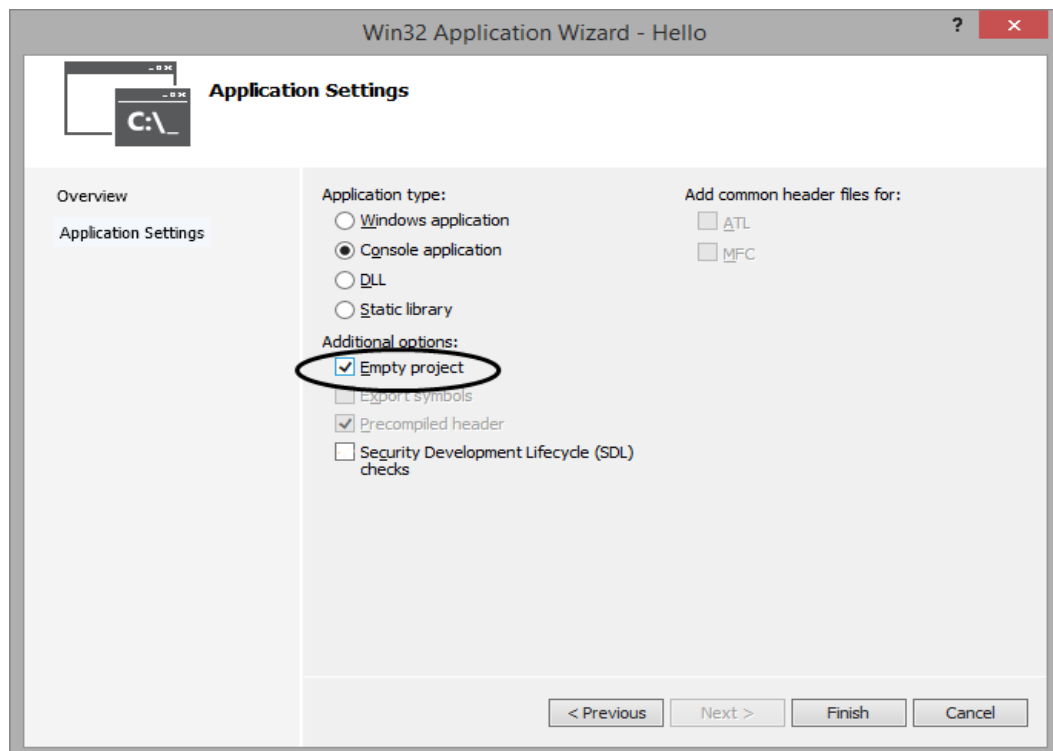 Win32 Application Wizard - Hello
?
C:\_
Application Settings
Overview
Application Settings
Application type:
Windows application
Console application
DLL
Static library
Additional options:
Empty project
Export symbols
Precompiled header
Security Development Lifecycle (SDL)
checks
Add common header files for:
ATL
MFC
< Previous
Next >
Finish
Cancel